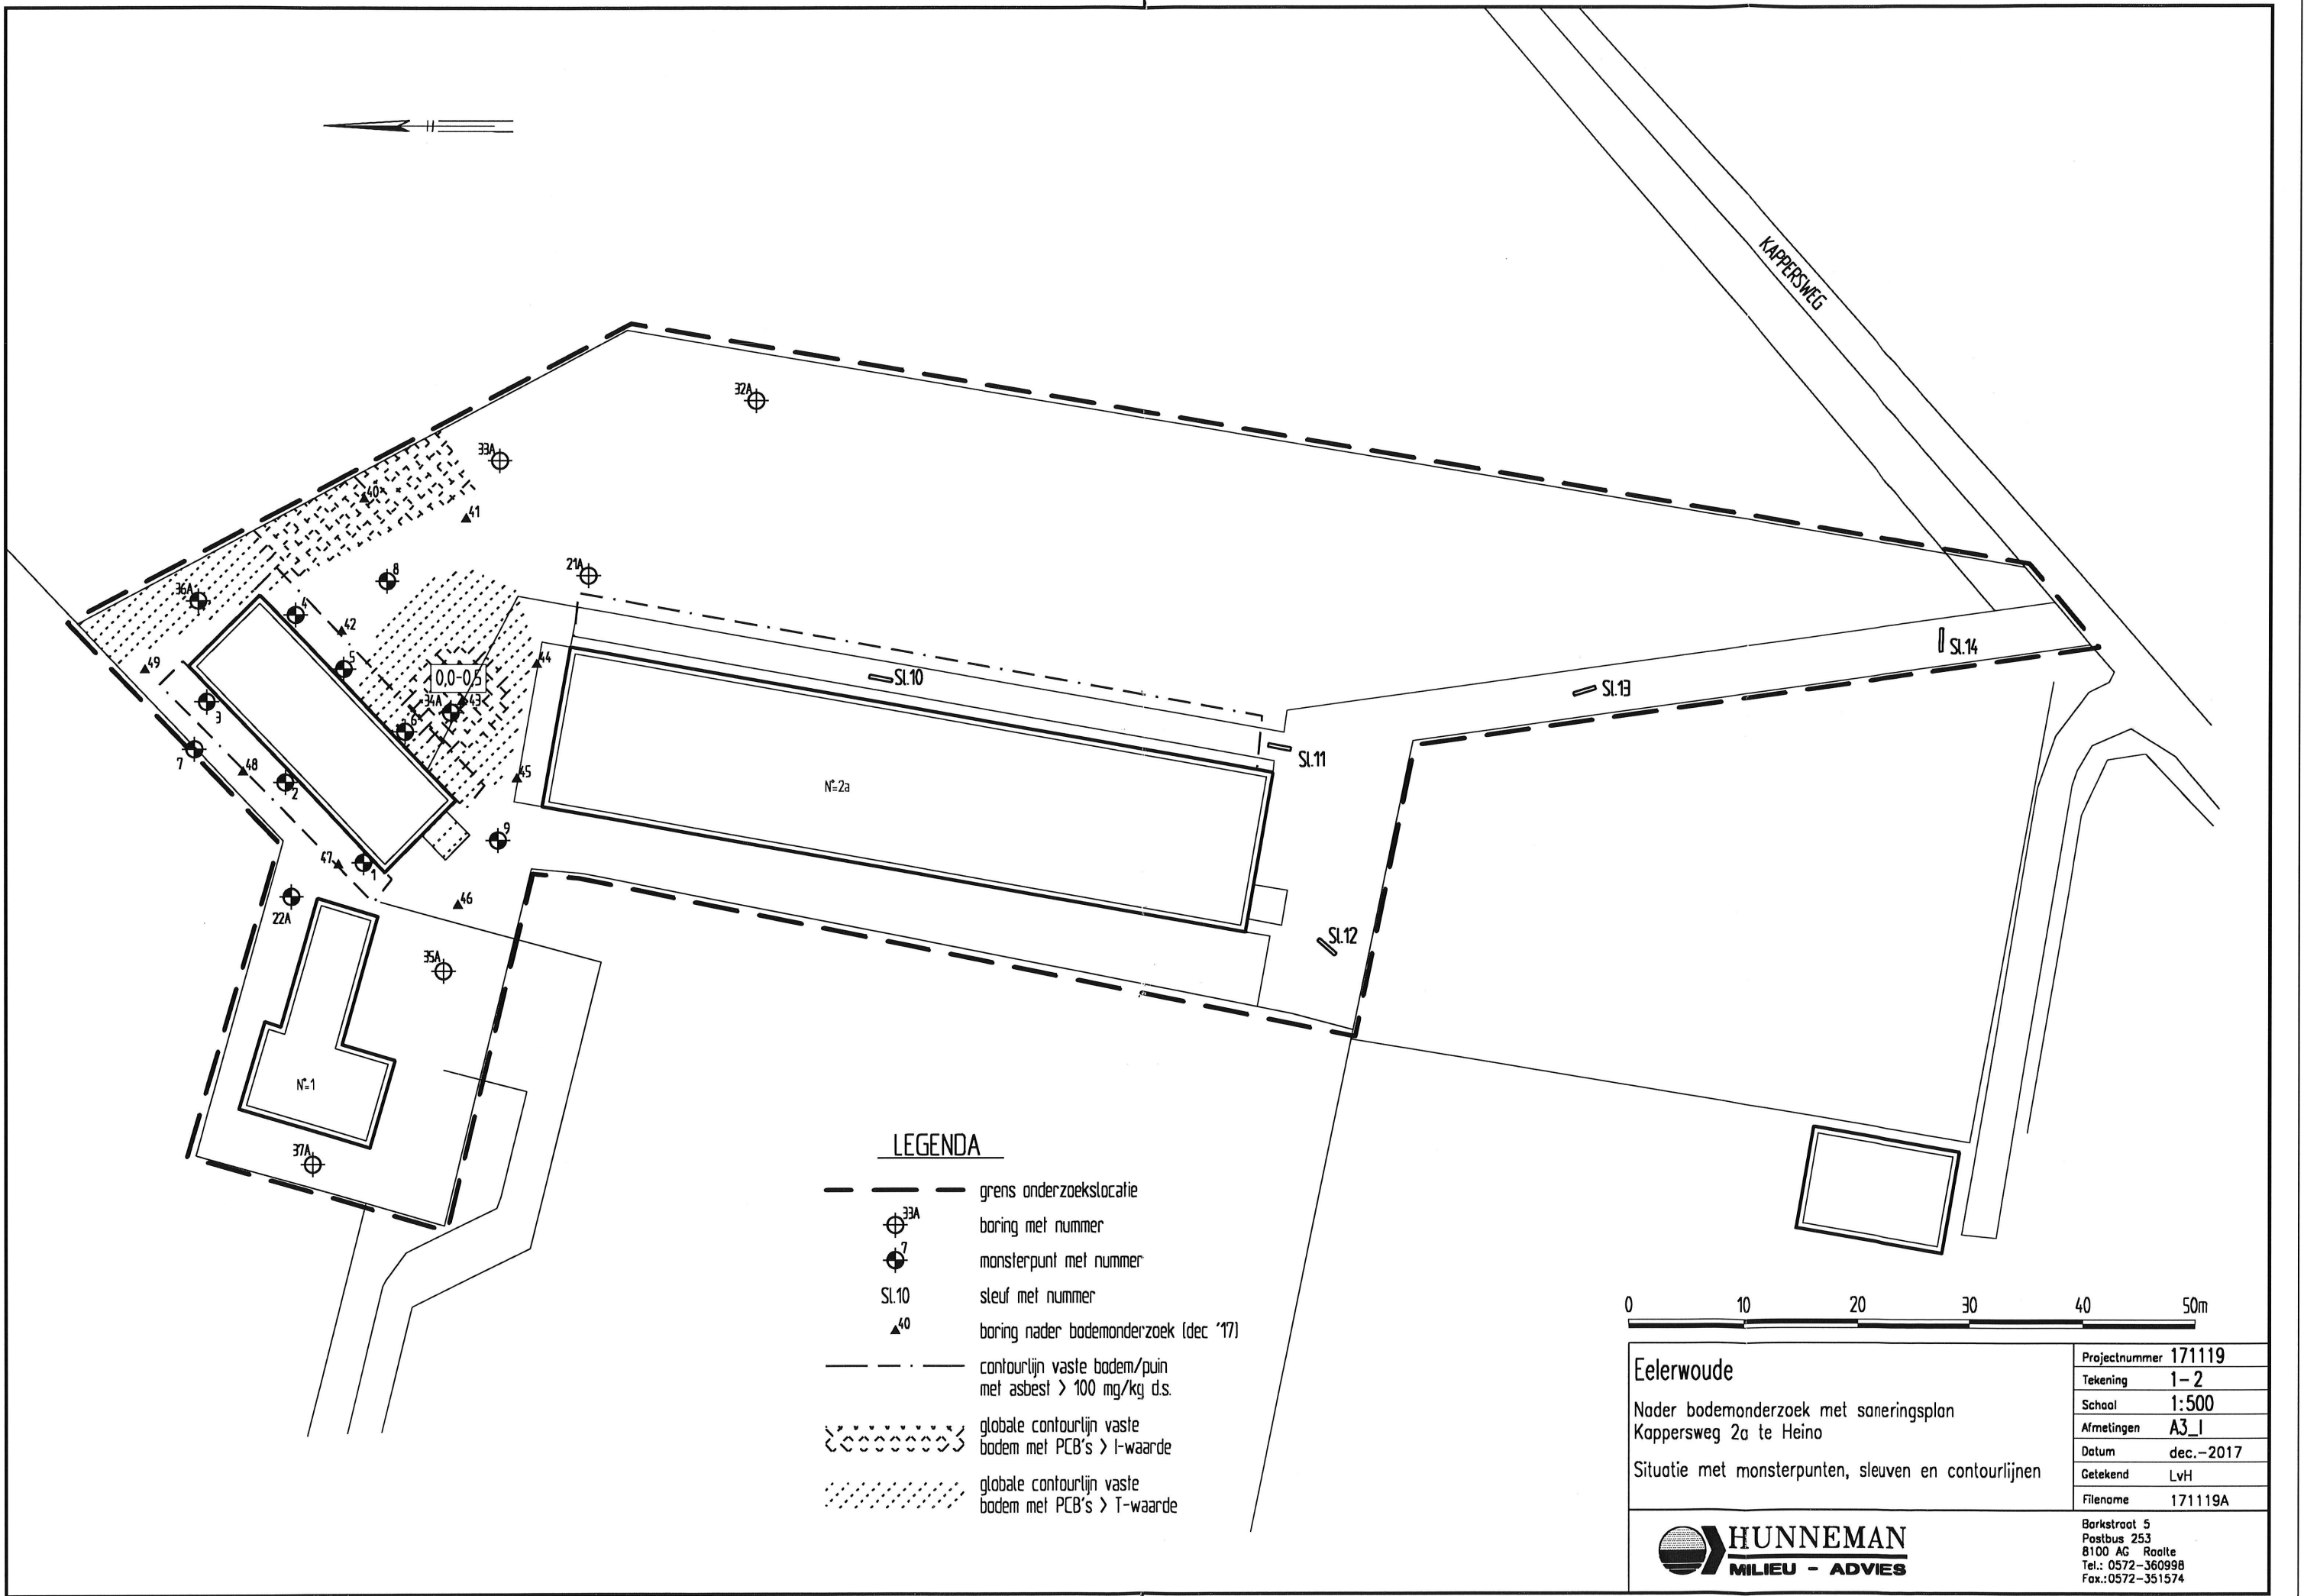 KAPPERSWEG
32A
33A
40
41
8
21A
36A
4
42
49
5
44
0,0-0,5
34A
43
6
3
7
48
2
45
9
47
1
22A
46
35A
37A
N°=1
N°=2a
Sl.10
Sl.11
Sl.12
Sl.13
Sl.14
LEGENDA
grens onderzoekslocatie
33A boring met nummer
7 monsterpunt met nummer
Sl.10 sleuf met nummer
40 boring nader bodemonderzoek (dec '17)
contourlijn vaste bodem/puin
met asbest > 100 mg/kg d.s.
globale contourlijn vaste
bodem met PCB's > I-waarde
globale contourlijn vaste
bodem met PCB's > T-waarde
0 10 20 30 40 50m
Eelerwoude
Nader bodemonderzoek met saneringsplan
Kappersweg 2a te Heino
Situatie met monsterpunten, sleuven en contourlijnen
Projectnummer 171119
Tekening 1-2
Schaal 1:500
Afmetingen A3_l
Datum dec.-2017
Getekend LvH
Filename 171119A
HUNNEMAN
MILIEU - ADVIES
Barkstraat 5
Postbus 253
8100 AG Raalte
Tel.: 0572-360998
Fax.:0572-351574